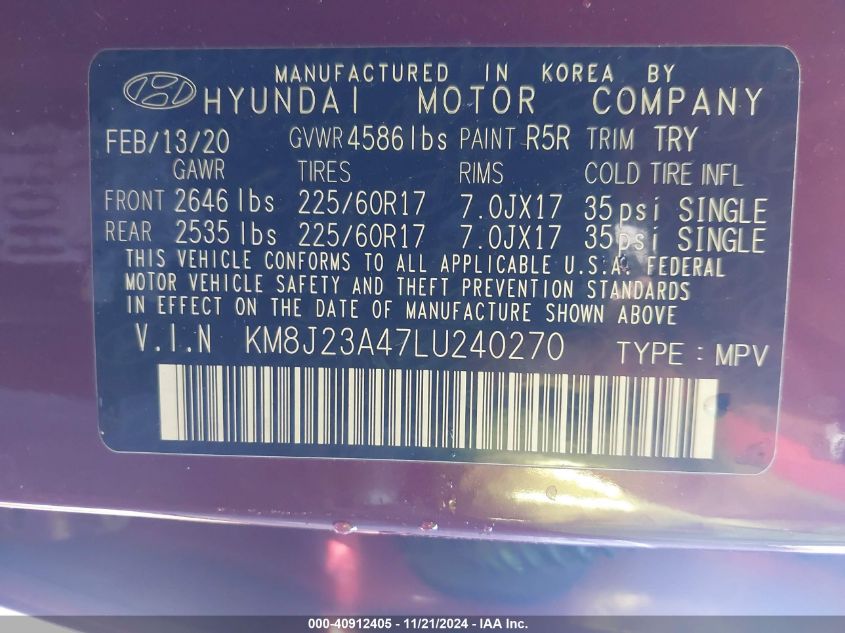 MANUFACTURED IN KOREA BY
HYUNDAI MOTOR COMPANY
FEB/13/20 GVWR 4586 lbs PAINT R5R TRIM TRY
GAWR TIRES RIMS COLD TIRE INFL
FRONT 2646 lbs 225/60R17 7.0JX17 35psi SINGLE
REAR 2535 lbs 225/60R17 7.0JX17 35psi SINGLE
THIS VEHICLE CONFORMS TO ALL APPLICABLE U.S.A. FEDERAL
MOTOR VEHICLE SAFETY AND THEFT PREVENTION STANDARDS
IN EFFECT ON THE DATE OF MANUFACTURE SHOWN ABOVE
V.I.N KM8J23A47LU240270 TYPE : MPV
000-40912405 - 11/21/2024 - IAA Inc.